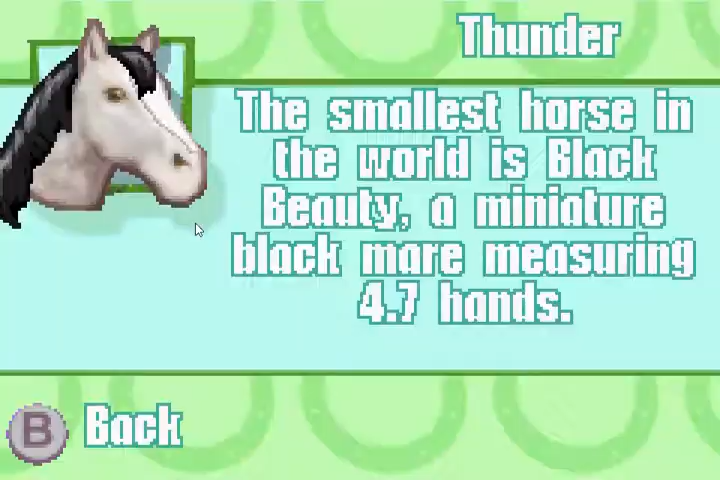 Thunder
The smallest horse in
the world is Black
Beauty, a miniature
black mare measuring
4.7 hands.
B Back